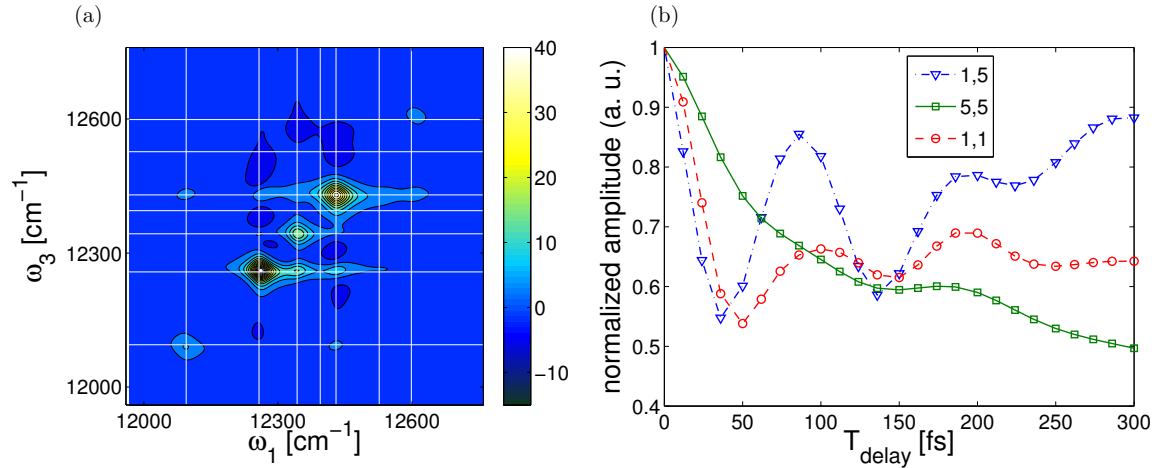 (a)
ω₃ [cm⁻¹]
12600
12300
12000
12000 12300 12600
ω₁ [cm⁻¹]
40
30
20
10
0
−10
(b)
normalized amplitude (a. u.)
1
0.9
0.8
0.7
0.6
0.5
0.4
1,5
5,5
1,1
0 50 100 150 200 250 300
T_delay [fs]